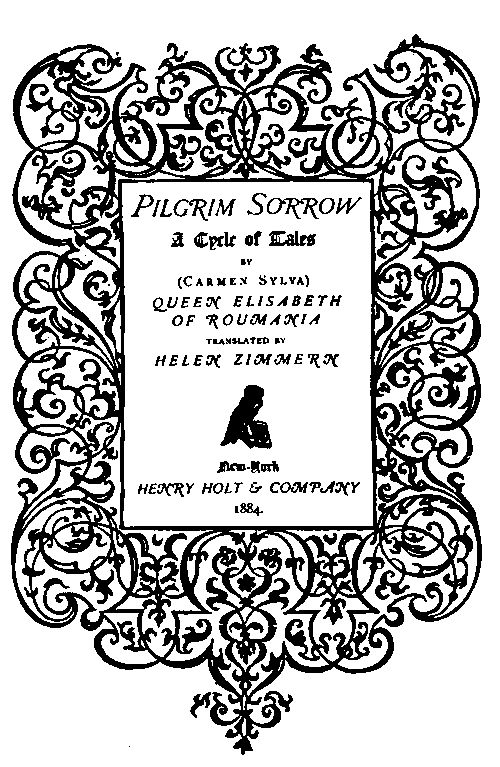 PILGRIM SORROW
A Cycle of Tales
BY
(CARMEN SYLVA)
QUEEN ELISABETH
OF ROUMANIA
TRANSLATED BY
HELEN ZIMMERN
New-York
HENRY HOLT & COMPANY
1884.